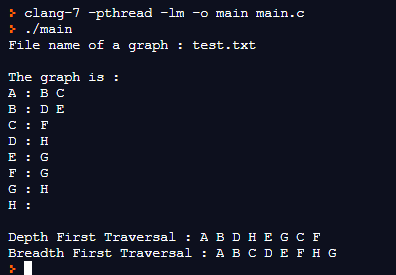 > clang-7 -pthread -lm -o main main.c
> ./main
File name of a graph : test.txt
The graph is :
A : B C
B : D E
C : F
D : H
E : G
F : G
G : H
H :
Depth First Traversal : A B D H E G C F
Breadth First Traversal : A B C D E F H G
>